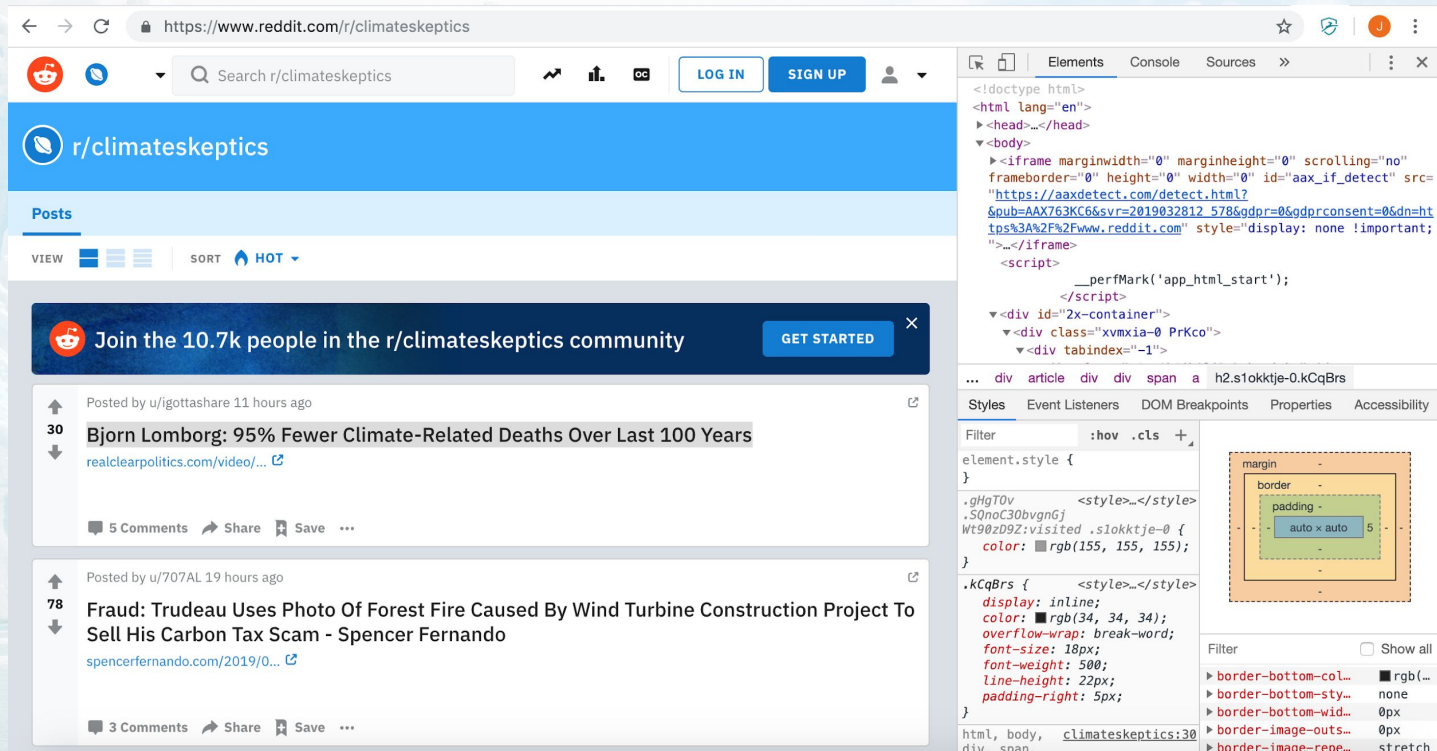 https://www.reddit.com/r/climateskeptics
J
Search r/climateskeptics
OC
LOG IN
SIGN UP
r/climateskeptics
Posts
VIEW
SORT HOT
Join the 10.7k people in the r/climateskeptics community
GET STARTED
Posted by u/igottashare 11 hours ago
30
Bjorn Lomborg: 95% Fewer Climate-Related Deaths Over Last 100 Years
realclearpolitics.com/video/...
5 Comments Share Save ...
Posted by u/707AL 19 hours ago
78
Fraud: Trudeau Uses Photo Of Forest Fire Caused By Wind Turbine Construction Project To
Sell His Carbon Tax Scam - Spencer Fernando
spencerfernando.com/2019/0...
3 Comments Share Save ...
Elements Console Sources »
<!doctype html>
<html lang="en">
<head>…</head>
<body>
<iframe marginwidth="0" marginheight="0" scrolling="no"
frameborder="0" height="0" width="0" id="aax_if_detect" src=
"https://aaxdetect.com/detect.html?
&pub=AAX763KC6&svr=2019032812_578&gdpr=0&gdprconsent=0&dn=ht
tps%3A%2F%2Fwww.reddit.com" style="display: none !important;
">…</iframe>
<script>
__perfMark('app_html_start');
</script>
<div id="2x-container">
<div class="xvmxia-0 PrKco">
<div tabindex="-1">
... div article div div span a h2.s1okktje-0.kCqBrs
Styles Event Listeners DOM Breakpoints Properties Accessibility
Filter :hov .cls +
element.style {
}
.gHgTOv <style>…</style>
.SQnoC3ObvgnGj
Wt90zD9Z:visited .s1okktje-0 {
color: rgb(155, 155, 155);
}
.kCqBrs { <style>…</style>
display: inline;
color: rgb(34, 34, 34);
overflow-wrap: break-word;
font-size: 18px;
font-weight: 500;
line-height: 22px;
padding-right: 5px;
}
html, body, climateskeptics:30
div, span
margin -
border -
padding -
- - - auto × auto 5 - -
-
-
-
Filter Show all
border-bottom-col… rgb(…
border-bottom-sty… none
border-bottom-wid… 0px
border-image-outs… 0px
border-image-repe… stretch